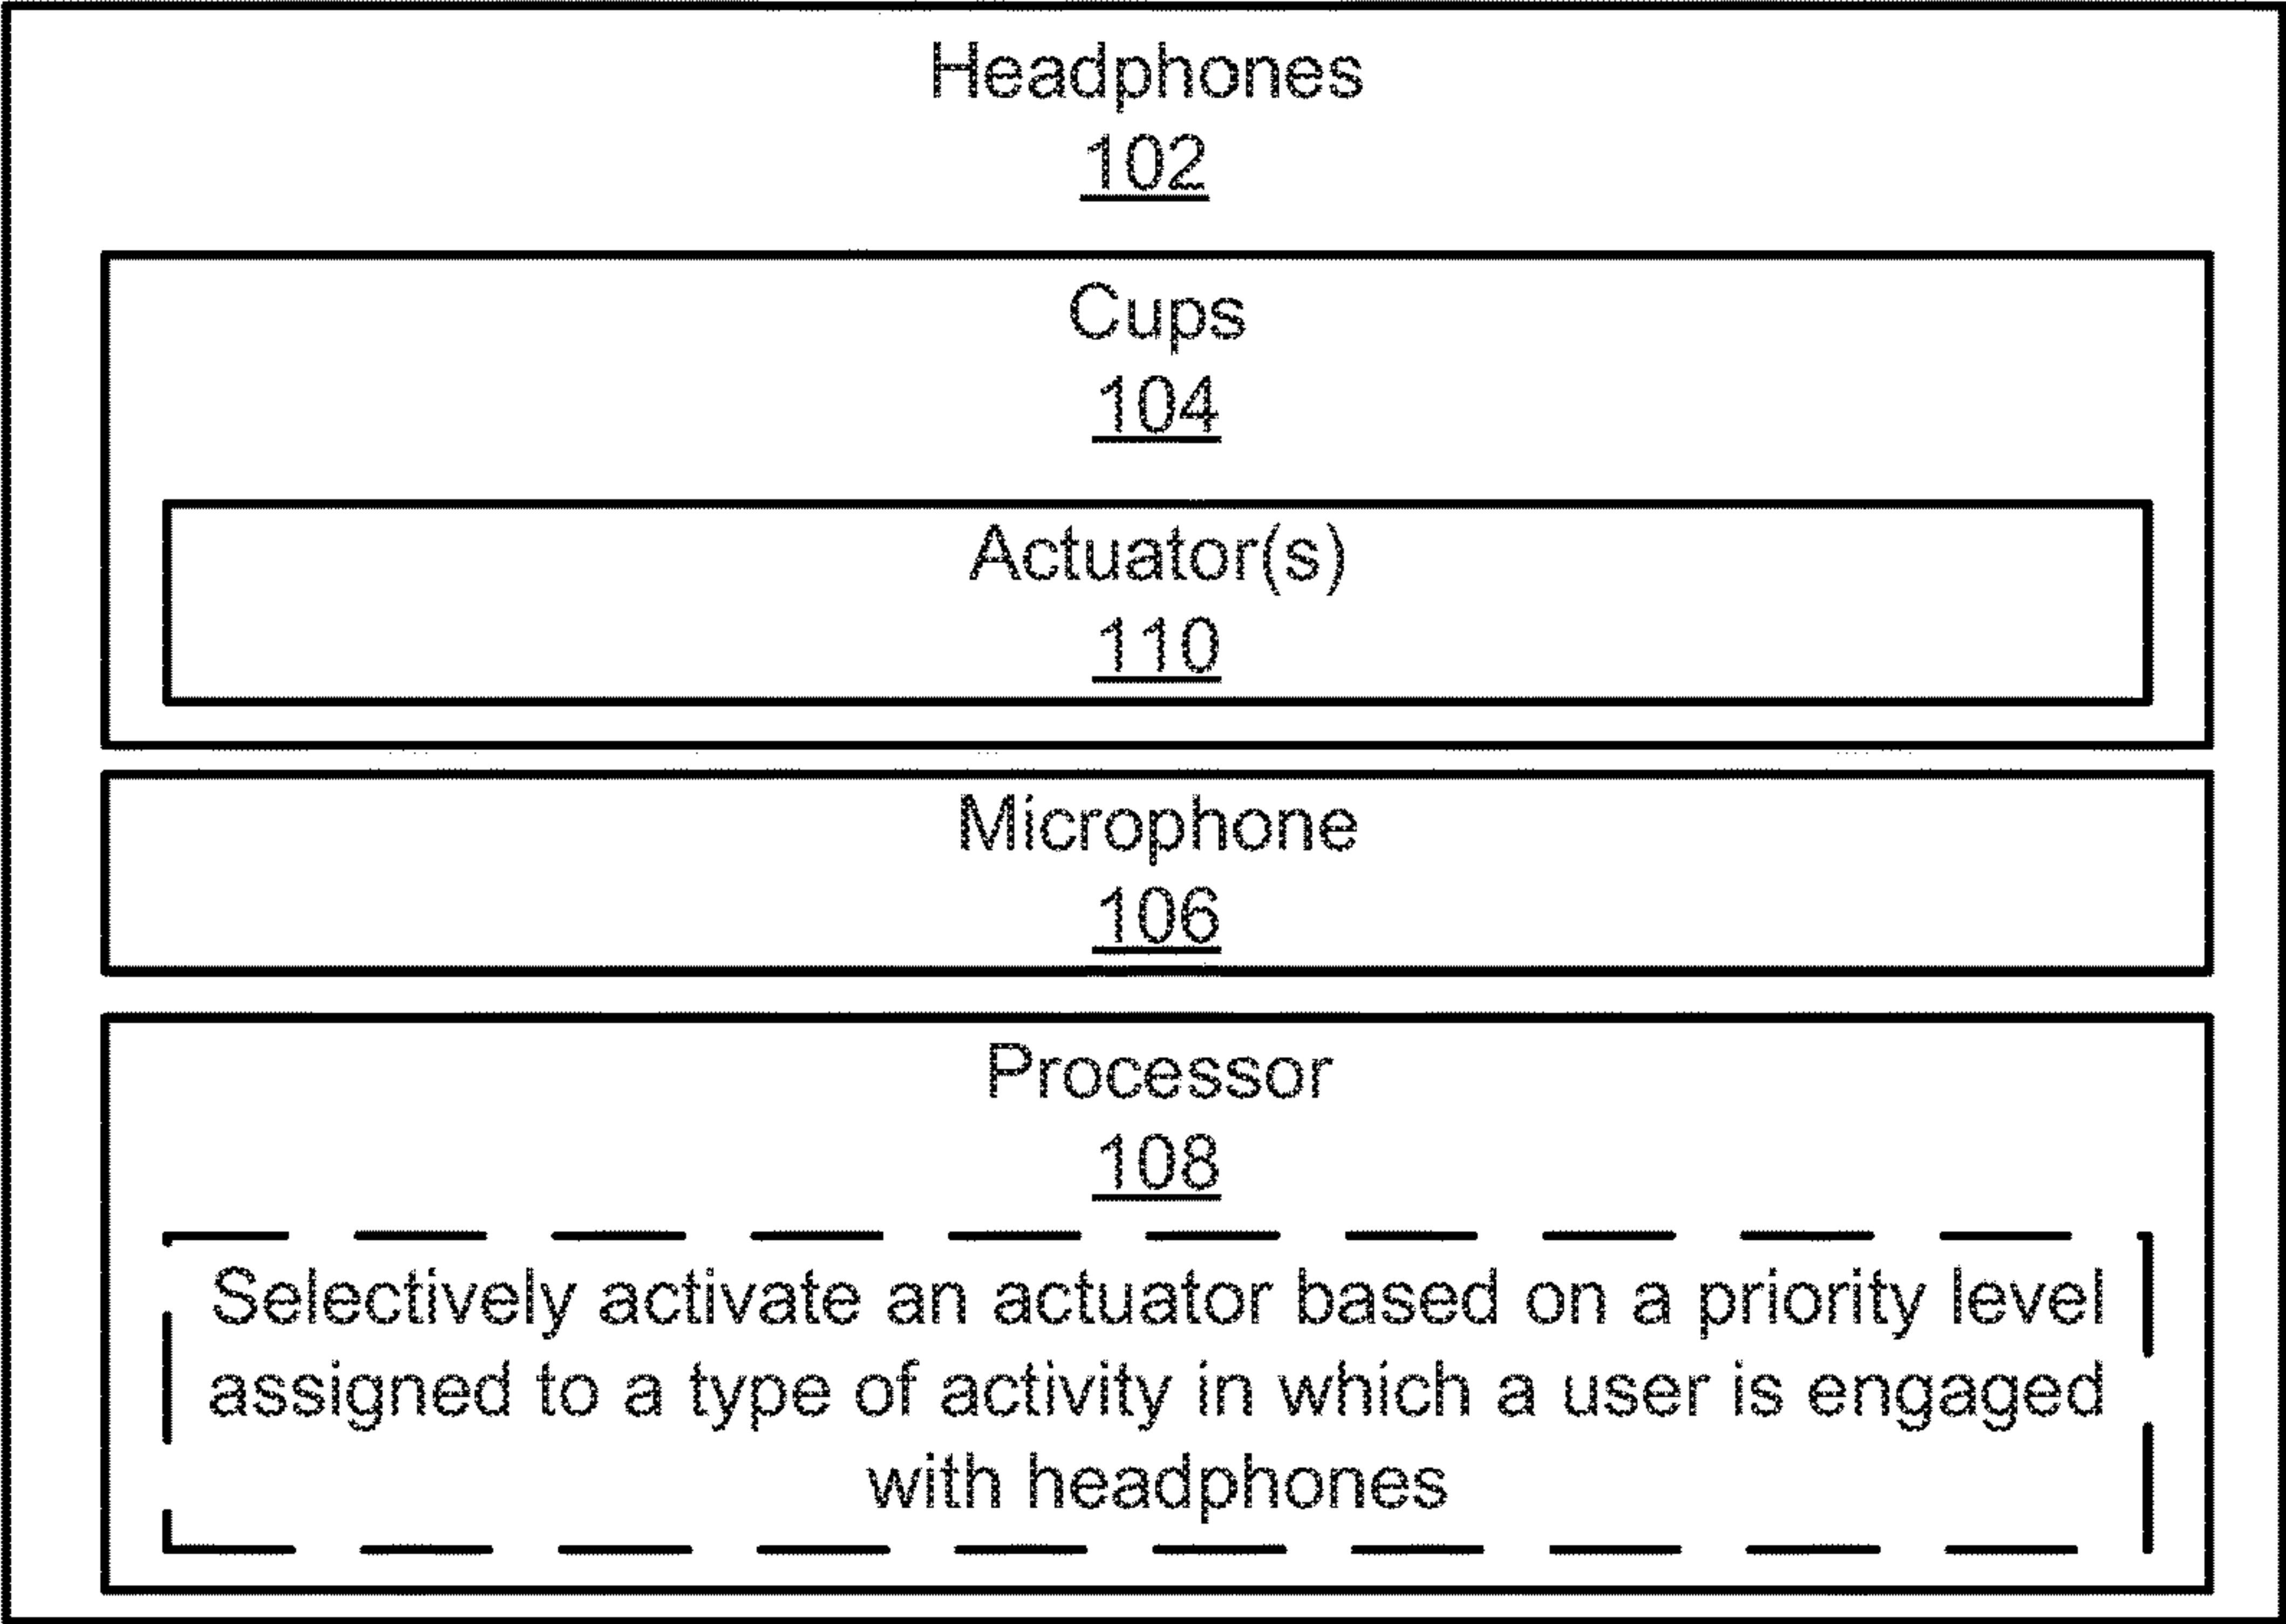 Headphones
102
Cups
104
Actuator(s)
110
Microphone
106
Processor
108
Selectively activate an actuator based on a priority level
assigned to a type of activity in which a user is engaged
with headphones